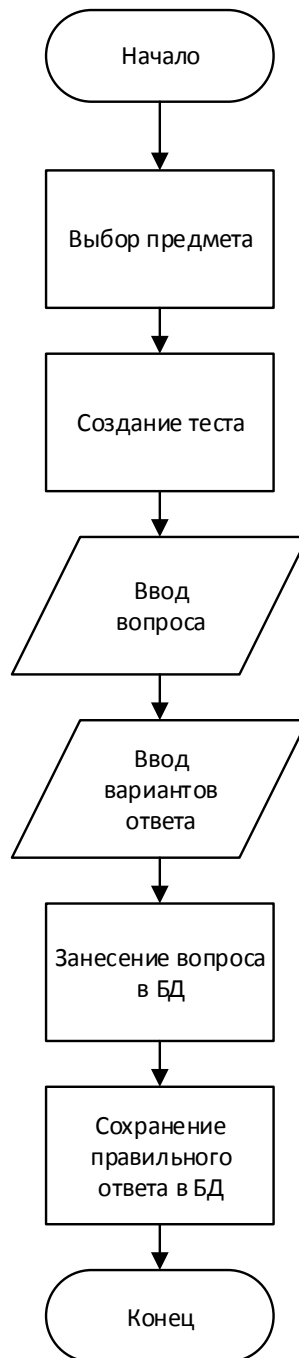 Начало
Выбор предмета
Создание теста
Ввод
вопроса
Ввод
вариантов
ответа
Занесение вопроса
в БД
Сохранение
правильного
ответа в БД
Конец